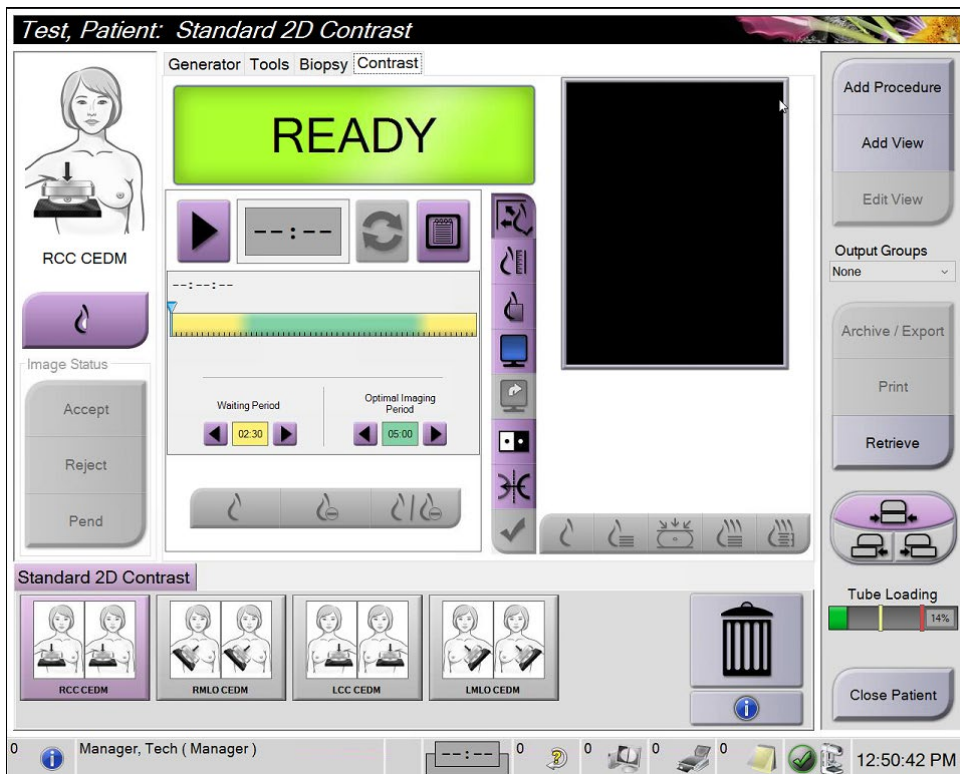 Test, Patient: Standard 2D Contrast
Generator Tools Biopsy Contrast
READY
RCC CEDM
--:--
--:--:--
Waiting Period
02:30
Optimal Imaging
Period
05:00
Image Status
Accept
Reject
Pend
Add Procedure
Add View
Edit View
Output Groups
None
Archive / Export
Print
Retrieve
Tube Loading
14%
Close Patient
Standard 2D Contrast
RCC CEDM
RMLO CEDM
LCC CEDM
LMLO CEDM
0
Manager, Tech ( Manager )
--:--
0
0
0
0
12:50:42 PM